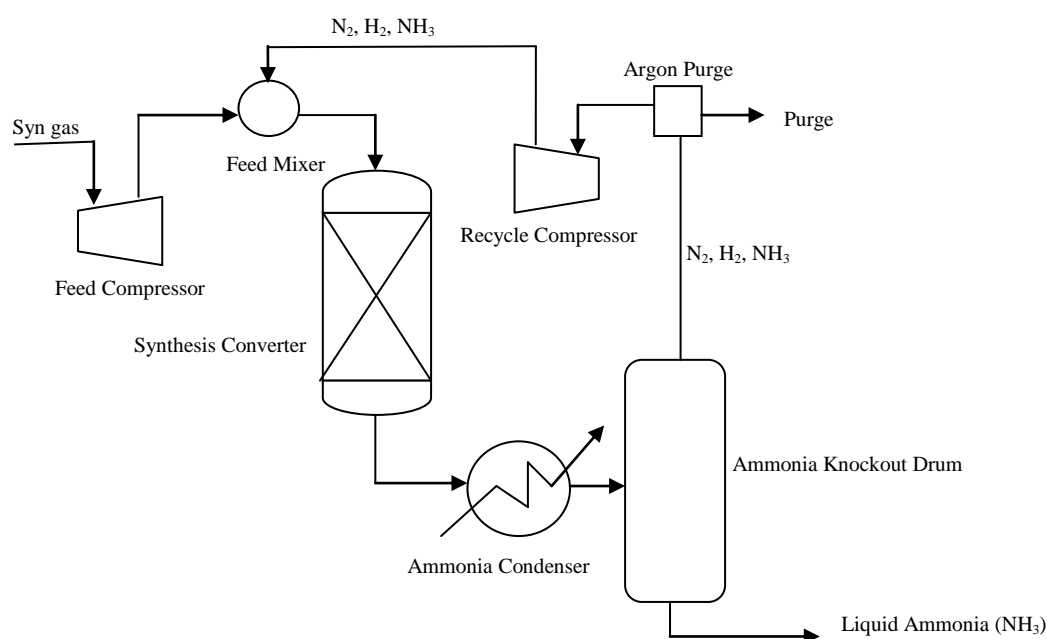 N₂, H₂, NH₃
Argon Purge
Syn gas
Purge
Feed Mixer
Recycle Compressor
N₂, H₂, NH₃
Feed Compressor
Synthesis Converter
Ammonia Knockout Drum
Ammonia Condenser
Liquid Ammonia (NH₃)